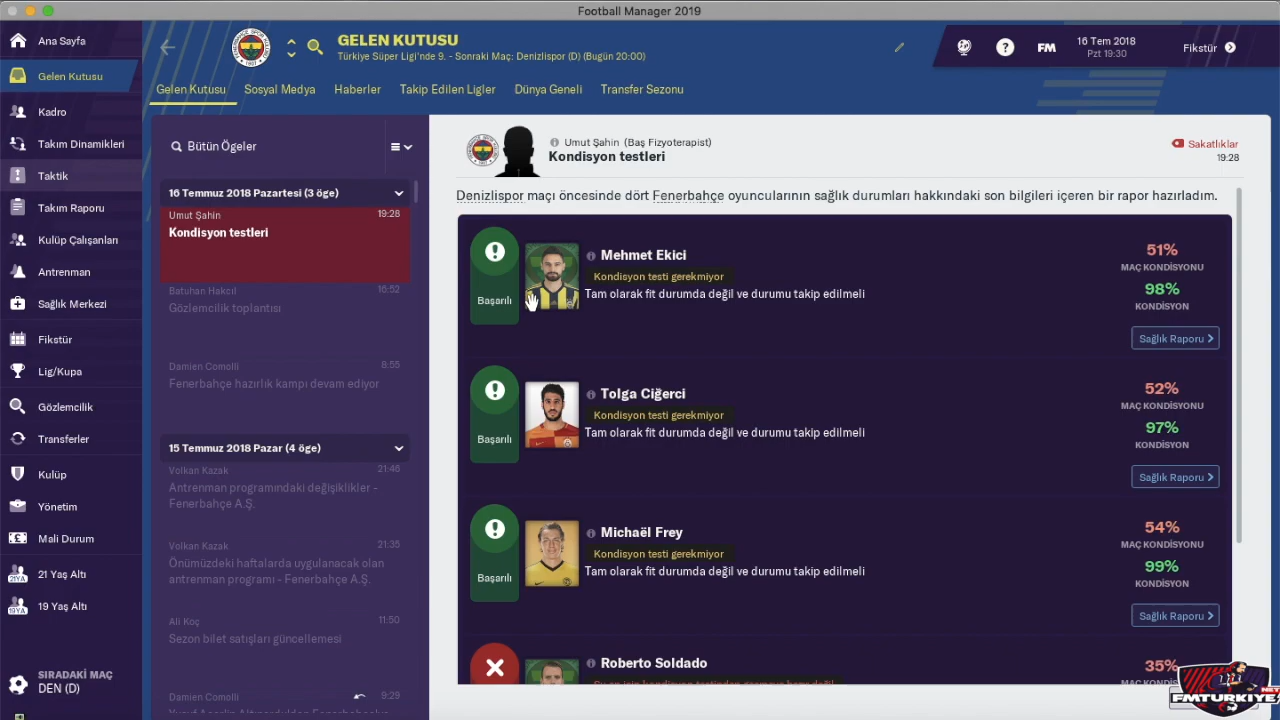 Football Manager 2019
Ana Sayfa
Gelen Kutusu
Kadro
Takım Dinamikleri
Taktik
Takım Raporu
Kulüp Çalışanları
Antrenman
Sağlık Merkezi
Fikstür
Lig/Kupa
Gözlemcilik
Transferler
Kulüp
Yönetim
Mali Durum
21YA
21 Yaş Altı
19YA
19 Yaş Altı
SIRADAKİ MAÇ
DEN (D)
GELEN KUTUSU
Türkiye Süper Ligi'nde 9. - Sonraki Maç: Denizlispor (D) (Bugün 20:00)
FM
16 Tem 2018
Pzt 19:30
Fikstür
Gelen Kutusu
Sosyal Medya
Haberler
Takip Edilen Ligler
Dünya Geneli
Transfer Sezonu
Bütün Ögeler
16 Temmuz 2018 Pazartesi (3 öge)
Umut Şahin 19:28
Kondisyon testleri
Batuhan Haksıl 16:52
Gözlemcilik toplantısı
Damien Comolli 8:55
Fenerbahçe hazırlık kampı devam ediyor
15 Temmuz 2018 Pazar (4 öge)
Volkan Kazak 21:46
Antrenman programındaki değişiklikler -
Fenerbahçe A.Ş.
Volkan Kazak 21:35
Önümüzdeki haftalarda uygulanacak olan
antrenman programı - Fenerbahçe A.Ş.
Ali Koç 11:50
Sezon bilet satışları güncellemesi
Damien Comolli 9:29
Umut Şahin (Baş Fizyoterapist)
Kondisyon testleri
Sakatlıklar
19:28
Denizlispor maçı öncesinde dört Fenerbahçe oyuncularının sağlık durumları hakkındaki son bilgileri içeren bir rapor hazırladım.
Başarılı
Mehmet Ekici
Kondisyon testi gerekmiyor
Tam olarak fit durumda değil ve durumu takip edilmeli
51%
MAÇ KONDİSYONU
98%
KONDİSYON
Sağlık Raporu
Başarılı
Tolga Ciğerci
Kondisyon testi gerekmiyor
Tam olarak fit durumda değil ve durumu takip edilmeli
52%
MAÇ KONDİSYONU
97%
KONDİSYON
Sağlık Raporu
Başarılı
Michaël Frey
Kondisyon testi gerekmiyor
Tam olarak fit durumda değil ve durumu takip edilmeli
54%
MAÇ KONDİSYONU
99%
KONDİSYON
Sağlık Raporu
Roberto Soldado
35%
FMTURKIYE.NET